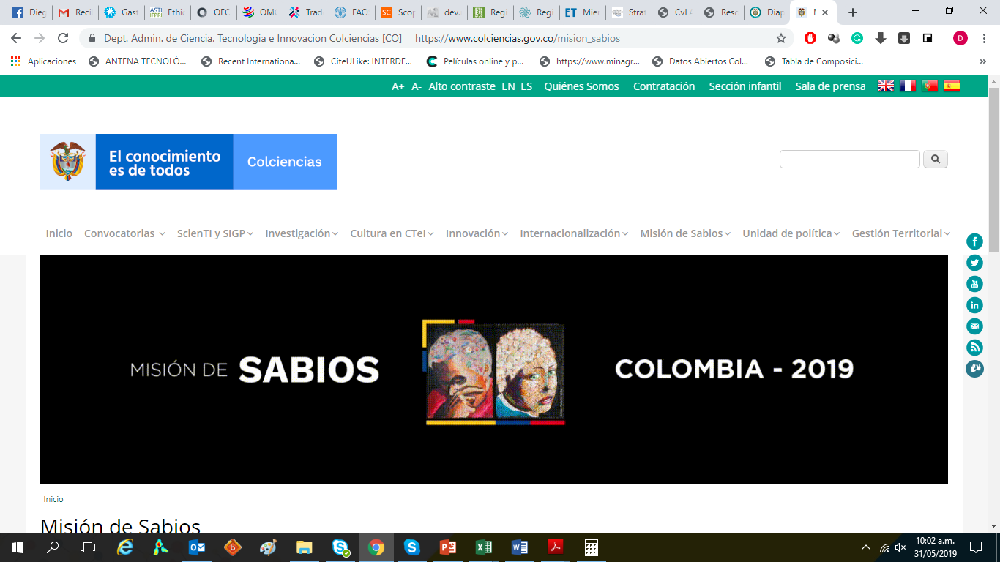 Dieg Recil Gast ASTI IFPRI Ethic OEC OMC Trad FAO SC Scop dev. Regi Regi ET Mier Strat CvLA Reso Diap
Dept. Admin. de Ciencia, Tecnologia e Innovacion Colciencias [CO] | https://www.colciencias.gov.co/mision_sabios D
Aplicaciones ANTENA TECNOLÓ... Recent Internationa... CiteULike: INTERDE... Películas online y p... https://www.minagr... Datos Abiertos Col... Tabla de Composici... »
A+ A- Alto contraste EN ES Quiénes Somos Contratación Sección infantil Sala de prensa
El conocimiento
es de todos
Colciencias
Inicio Convocatorias ScienTI y SIGP Investigación Cultura en CTeI Innovación Internacionalización Misión de Sabios Unidad de política Gestión Territorial
MISIÓN DE SABIOS COLOMBIA - 2019
Inicio
Misión de Sabios
10:02 a.m.
31/05/2019